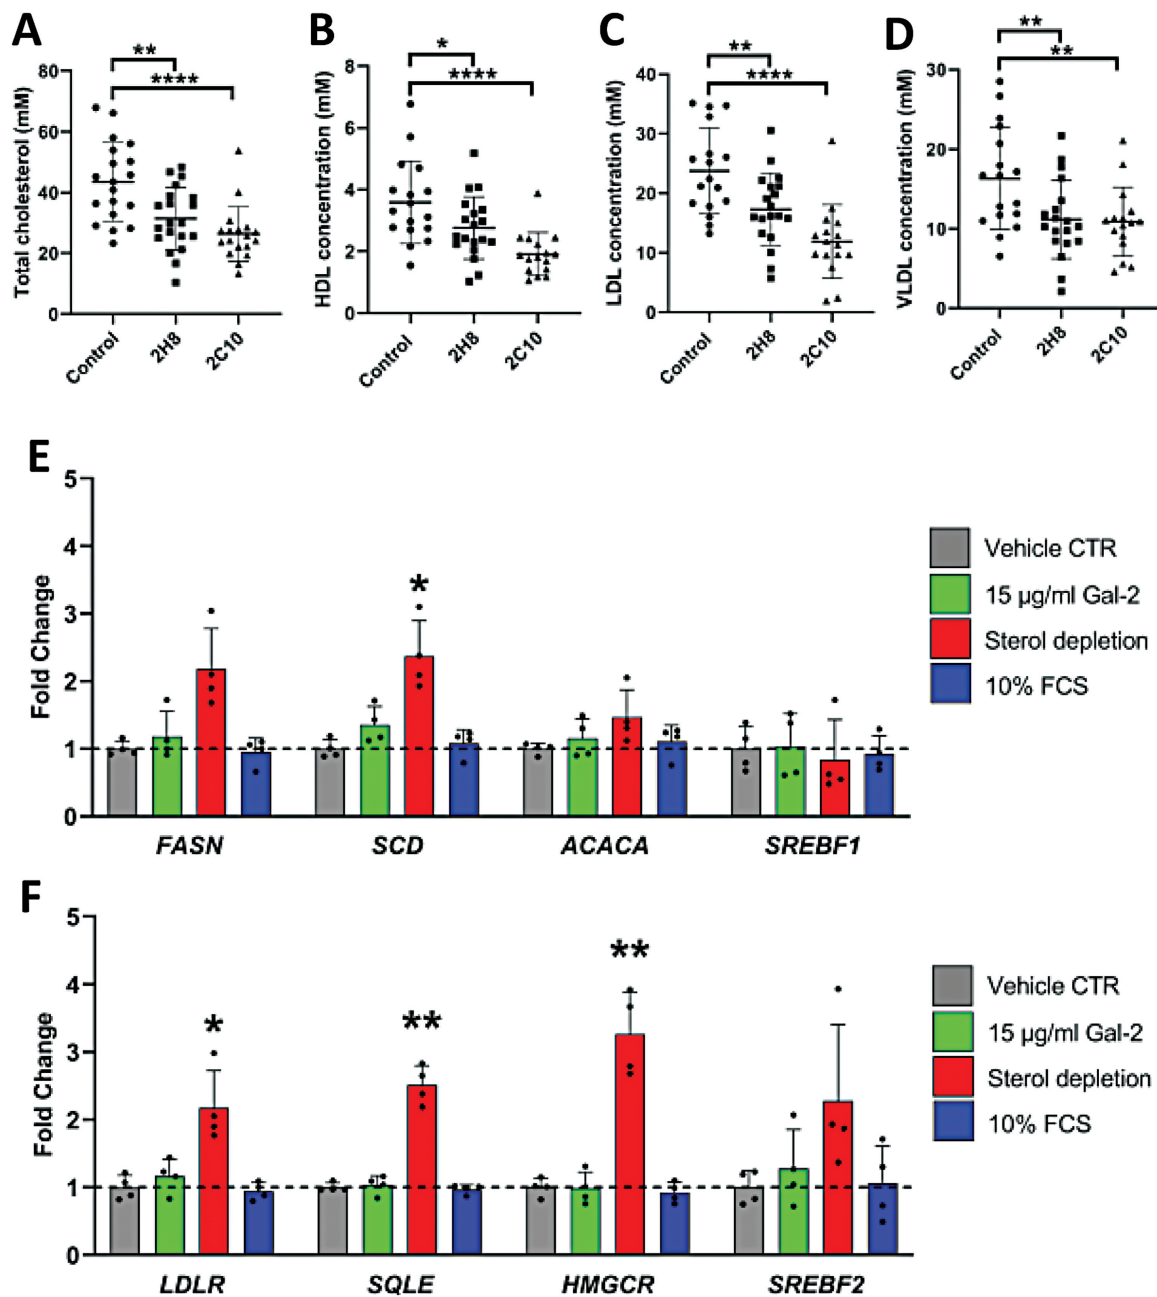 A
B
C
D
**
****
*
****
**
****
**
**
Total cholesterol (mM)
80
60
40
20
0
Control
2H8
2C10
HDL concentration (mM)
8
6
4
2
0
Control
2H8
2C10
LDL concentration (mM)
40
30
20
10
0
Control
2H8
2C10
VLDL concentration (mM)
30
20
10
0
Control
2H8
2C10
E
Fold Change
5
4
3
2
1
0
*
FASN
SCD
ACACA
SREBF1
Vehicle CTR
15 µg/ml Gal-2
Sterol depletion
10% FCS
F
Fold Change
5
4
3
2
1
0
*
**
**
LDLR
SQLE
HMGCR
SREBF2
Vehicle CTR
15 µg/ml Gal-2
Sterol depletion
10% FCS